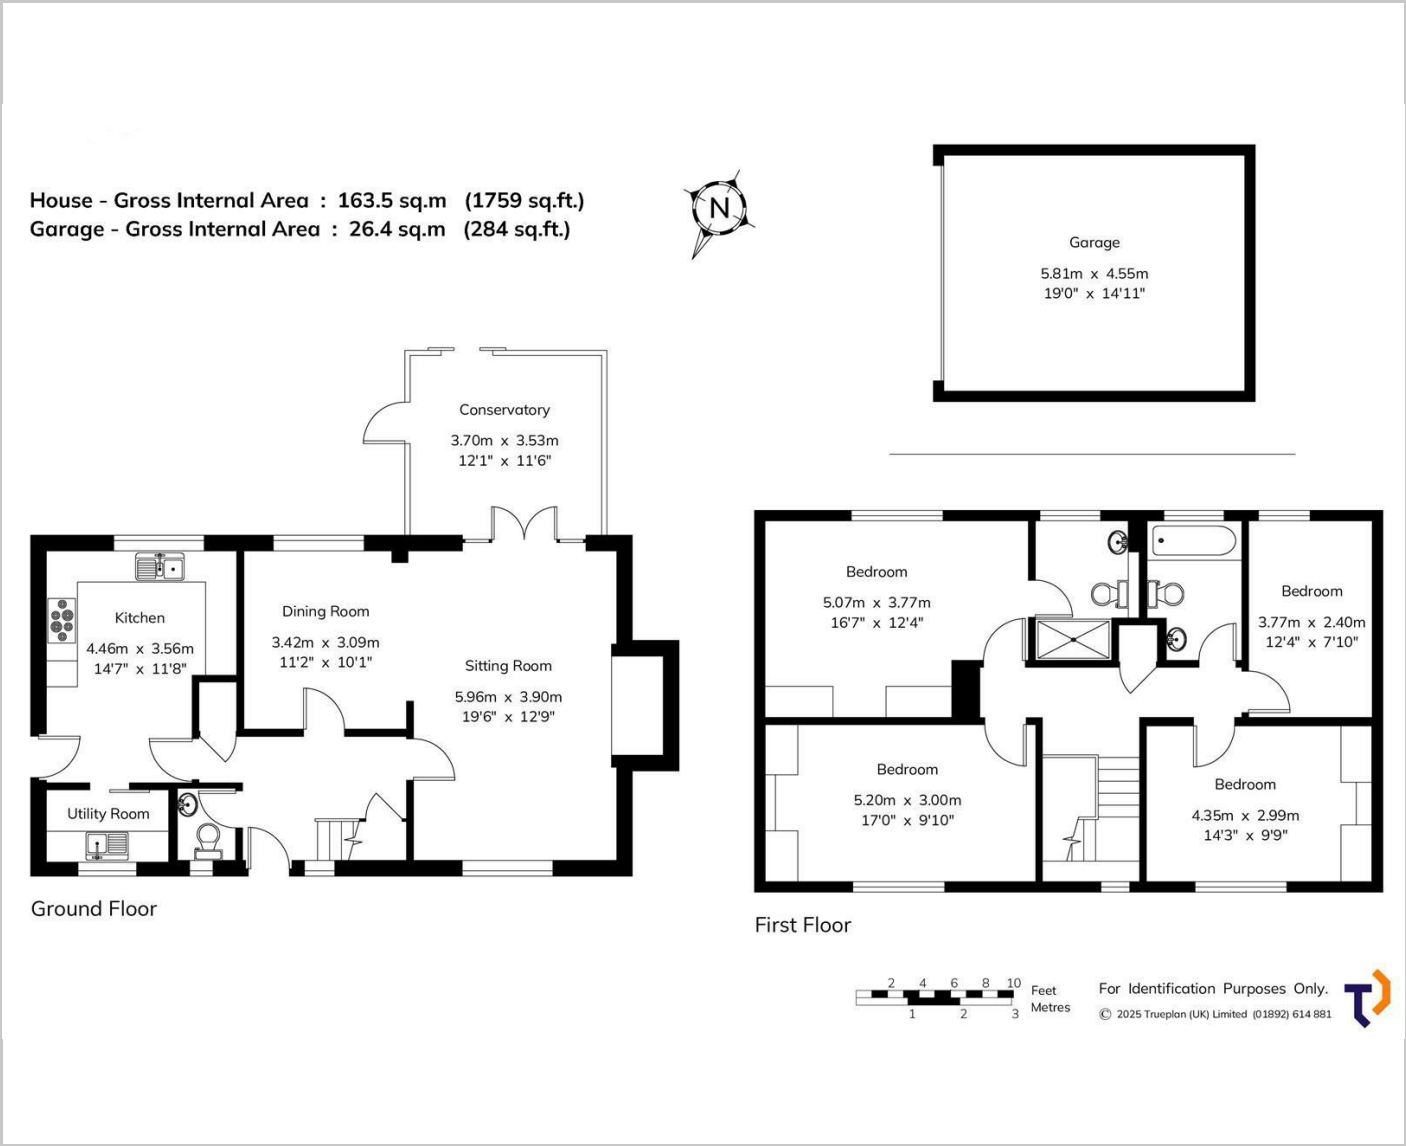 House - Gross Internal Area : 163.5 sq.m (1759 sq.ft.)
Garage - Gross Internal Area : 26.4 sq.m (284 sq.ft.)
N
Garage
5.81m x 4.55m
19'0" x 14'11"
Conservatory
3.70m x 3.53m
12'1" x 11'6"
Kitchen
4.46m x 3.56m
14'7" x 11'8"
Dining Room
3.42m x 3.09m
11'2" x 10'1"
Sitting Room
5.96m x 3.90m
19'6" x 12'9"
Utility Room
Ground Floor
Bedroom
5.07m x 3.77m
16'7" x 12'4"
Bedroom
3.77m x 2.40m
12'4" x 7'10"
Bedroom
5.20m x 3.00m
17'0" x 9'10"
Bedroom
4.35m x 2.99m
14'3" x 9'9"
First Floor
2 4 6 8 10 Feet
1 2 3 Metres
For Identification Purposes Only.
© 2025 Trueplan (UK) Limited (01892) 614 881